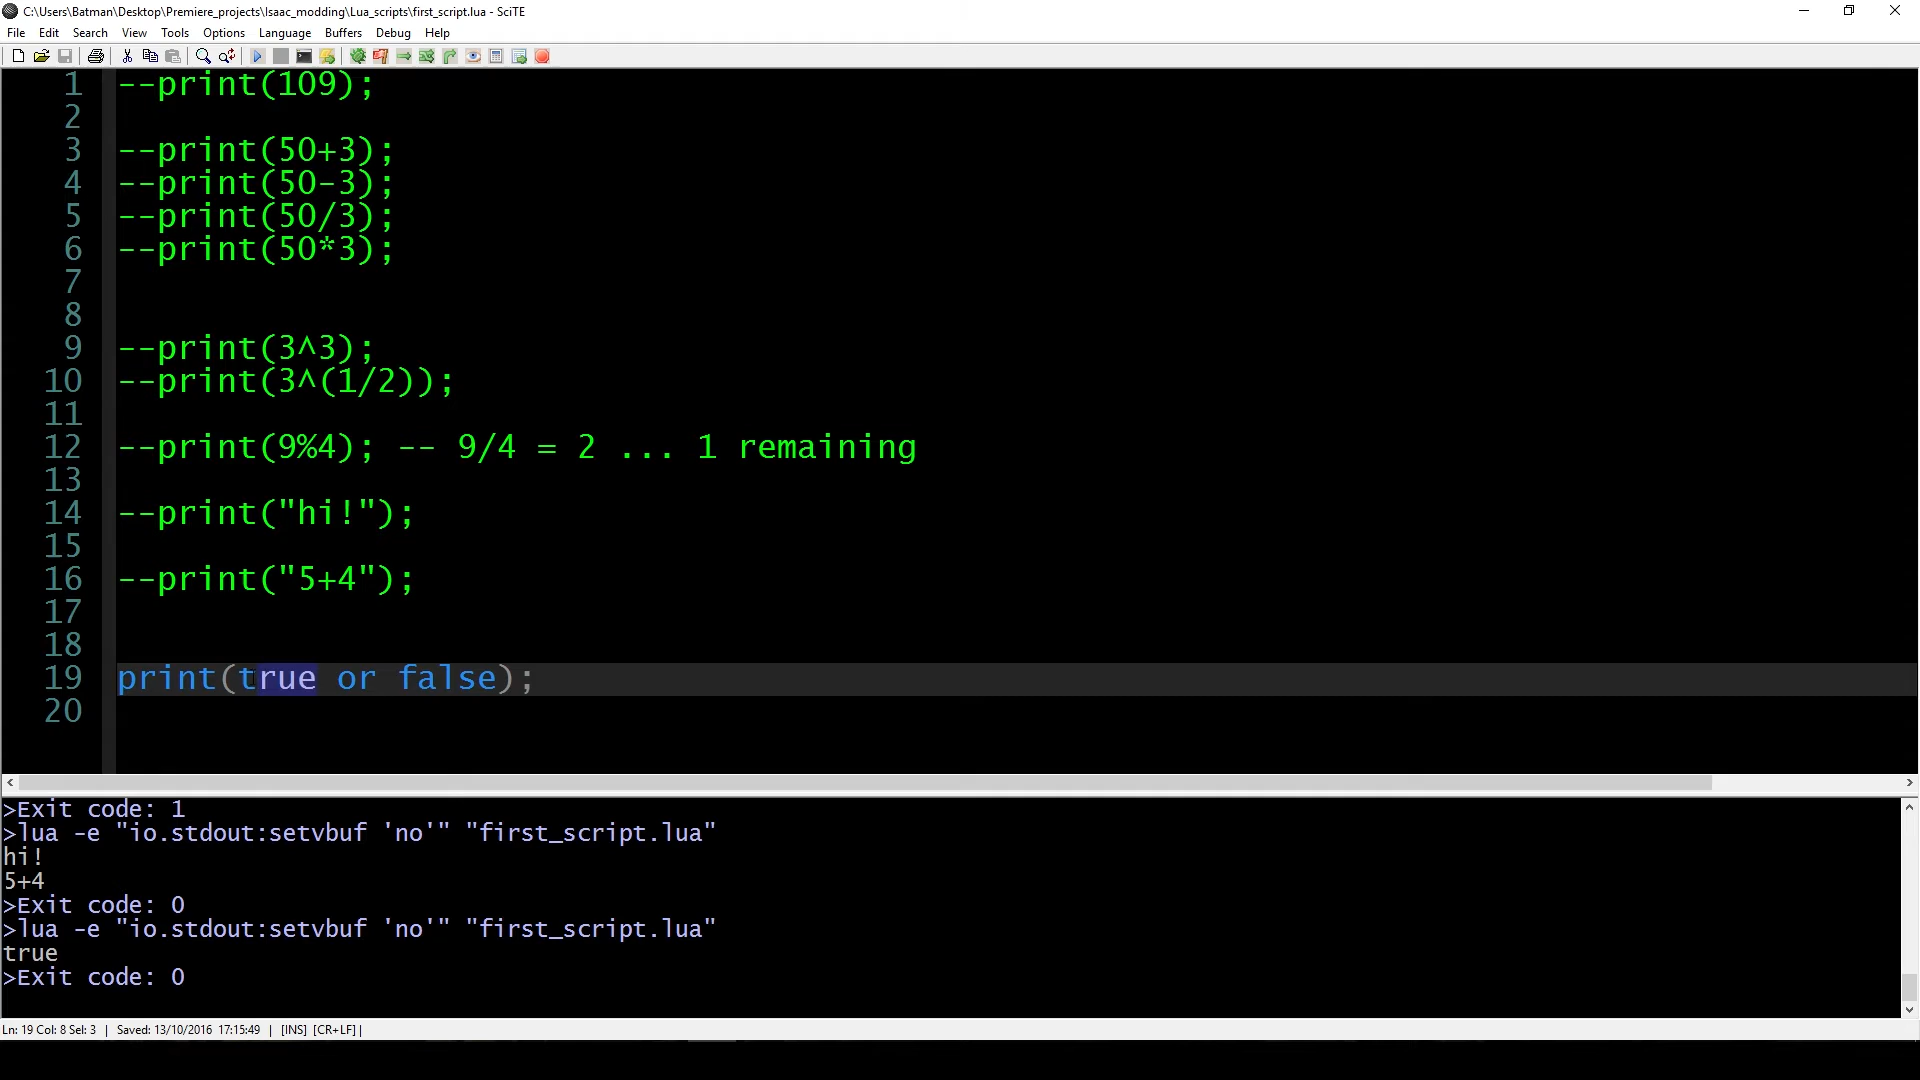 C:\Users\Batman\Desktop\Premiere_projects\Isaac_modding\Lua_scripts\first_script.lua - SciTE
File Edit Search View Tools Options Language Buffers Debug Help
1 --print(109);
2
3 --print(50+3);
4 --print(50-3);
5 --print(50/3);
6 --print(50*3);
7
8
9 --print(3^3);
10 --print(3^(1/2));
11
12 --print(9%4); -- 9/4 = 2 ... 1 remaining
13
14 --print("hi!");
15
16 --print("5+4");
17
18
19 print(true or false);
20
>Exit code: 1
>lua -e "io.stdout:setvbuf 'no'" "first_script.lua"
hi!
5+4
>Exit code: 0
>lua -e "io.stdout:setvbuf 'no'" "first_script.lua"
true
>Exit code: 0
Ln: 19 Col: 8 Sel: 3 | Saved: 13/10/2016 17:15:49 | [INS] [CR+LF] |